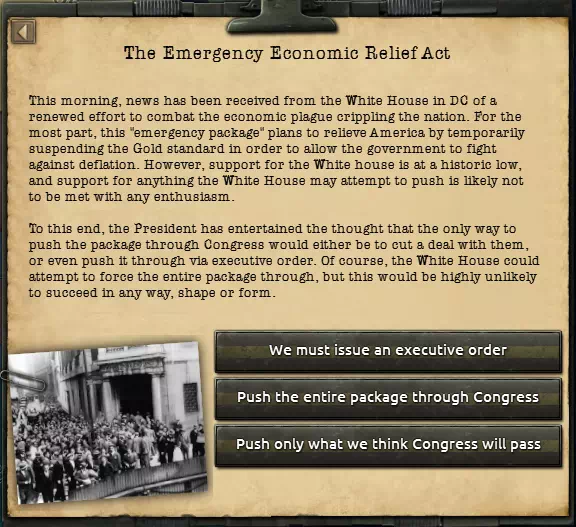 The Emergency Economic Relief Act
This morning, news has been received from the White House in DC of a
renewed effort to combat the economic plague crippling the nation. For the
most part, this "emergency package" plans to relieve America by temporarily
suspending the Gold standard in order to allow the government to fight
against deflation. However, support for the White house is at a historic low,
and support for anything the White House may attempt to push is likely not
to be met with any enthusiasm.
To this end, the President has entertained the thought that the only way to
push the package through Congress would either be to cut a deal with them,
or even push it through via executive order. Of course, the White House could
attempt to force the entire package through, but this would be highly unlikely
to succeed in any way, shape or form.
We must issue an executive order
Push the entire package through Congress
Push only what we think Congress will pass